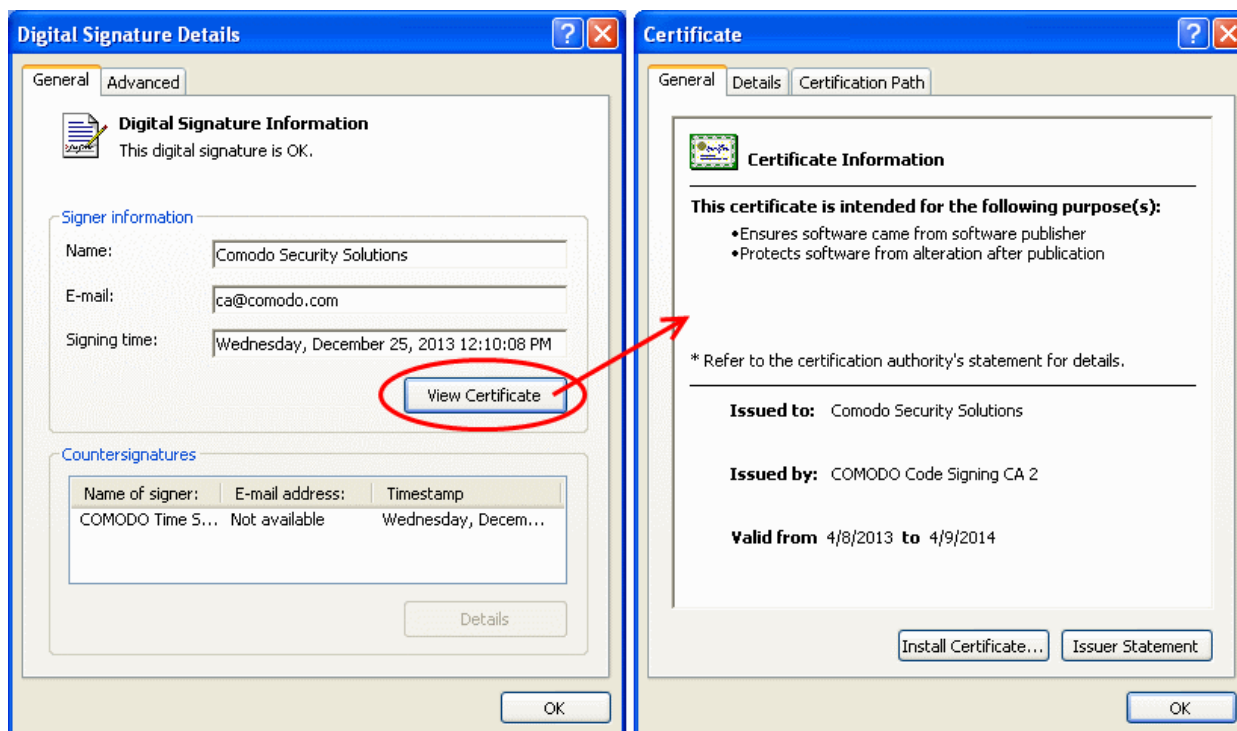 Digital Signature Details
General
Advanced
Digital Signature Information
This digital signature is OK.
Signer information
Name:
Comodo Security Solutions
E-mail:
ca@comodo.com
Signing time:
Wednesday, December 25, 2013 12:10:08 PM
View Certificate
Countersignatures
Name of signer: E-mail address: Timestamp
COMODO Time S... Not available Wednesday, Decem...
Details
OK
Certificate
General
Details
Certification Path
Certificate Information
This certificate is intended for the following purpose(s):
•Ensures software came from software publisher
•Protects software from alteration after publication
* Refer to the certification authority's statement for details.
Issued to: Comodo Security Solutions
Issued by: COMODO Code Signing CA 2
Valid from 4/8/2013 to 4/9/2014
Install Certificate...
Issuer Statement
OK